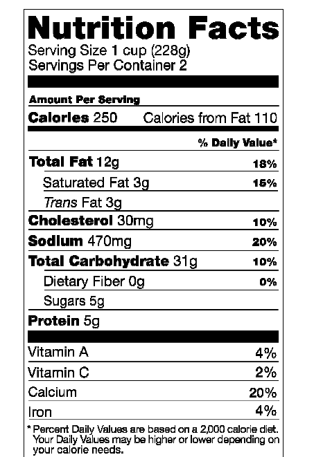 Nutrition Facts
Serving Size 1 cup (228g)
Servings Per Container 2
Amount Per Serving
Calories 250 Calories from Fat 110
% Daily Value*
Total Fat 12g 18%
Saturated Fat 3g 15%
Trans Fat 3g
Cholesterol 30mg 10%
Sodium 470mg 20%
Total Carbohydrate 31g 10%
Dietary Fiber 0g 0%
Sugars 5g
Protein 5g
Vitamin A 4%
Vitamin C 2%
Calcium 20%
Iron 4%
* Percent Daily Values are based on a 2,000 calorie diet.
Your Daily Values may be higher or lower depending on
your calorie needs.